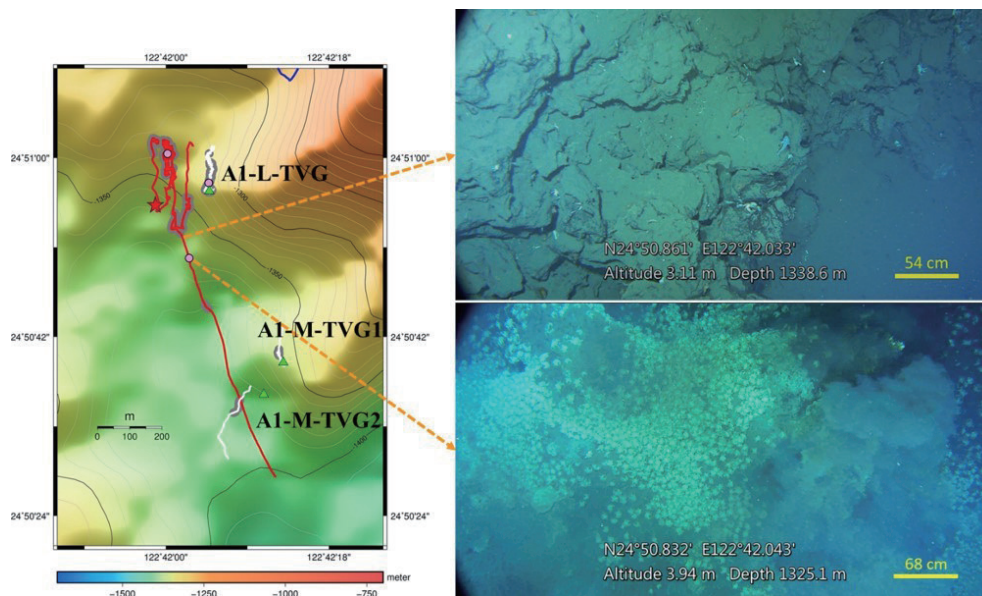 122°42'00"
122°42'18"
24°51'00"
24°51'00"
A1-L-TVG
-1350
-1300
-1350
24°50'42"
24°50'42"
A1-M-TVG1
A1-M-TVG2
m
0 100 200
-1400
24°50'24"
24°50'24"
122°42'00"
122°42'18"
−1500 −1250 −1000 −750 meter
N24°50.861' E122°42.033'
Altitude 3.11 m Depth 1338.6 m
54 cm
N24°50.832' E122°42.043'
Altitude 3.94 m Depth 1325.1 m
68 cm